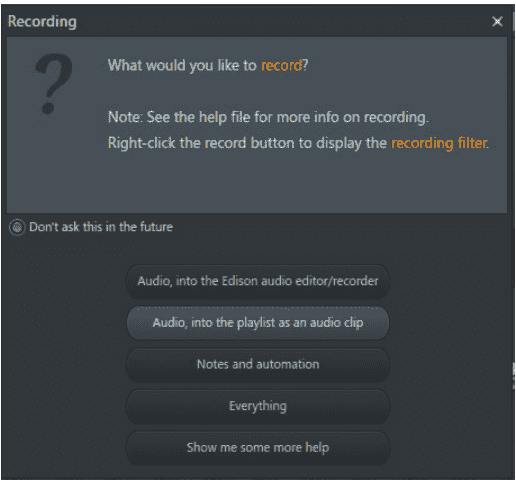 Recording
What would you like to record?
Note: See the help file for more info on recording.
Right-click the record button to display the recording filter.
Don't ask this in the future
Audio, into the Edison audio editor/recorder
Audio, into the playlist as an audio clip
Notes and automation
Everything
Show me some more help